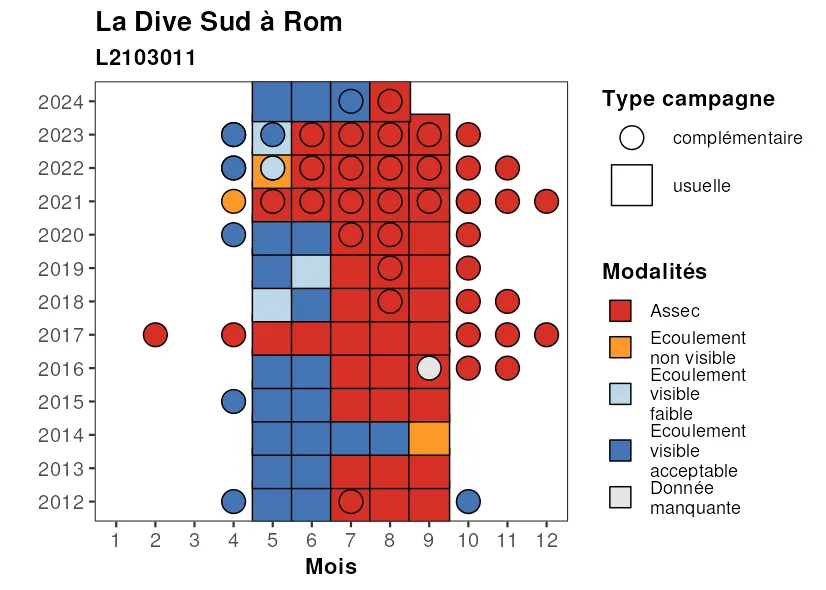 La Dive Sud à Rom
L2103011
2024
2023
2022
2021
2020
2019
2018
2017
2016
2015
2014
2013
2012
1 2 3 4 5 6 7 8 9 10 11 12
Mois
Type campagne
complémentaire
usuelle
Modalités
Assec
Ecoulement
non visible
Ecoulement
visible
faible
Ecoulement
visible
acceptable
Donnée
manquante